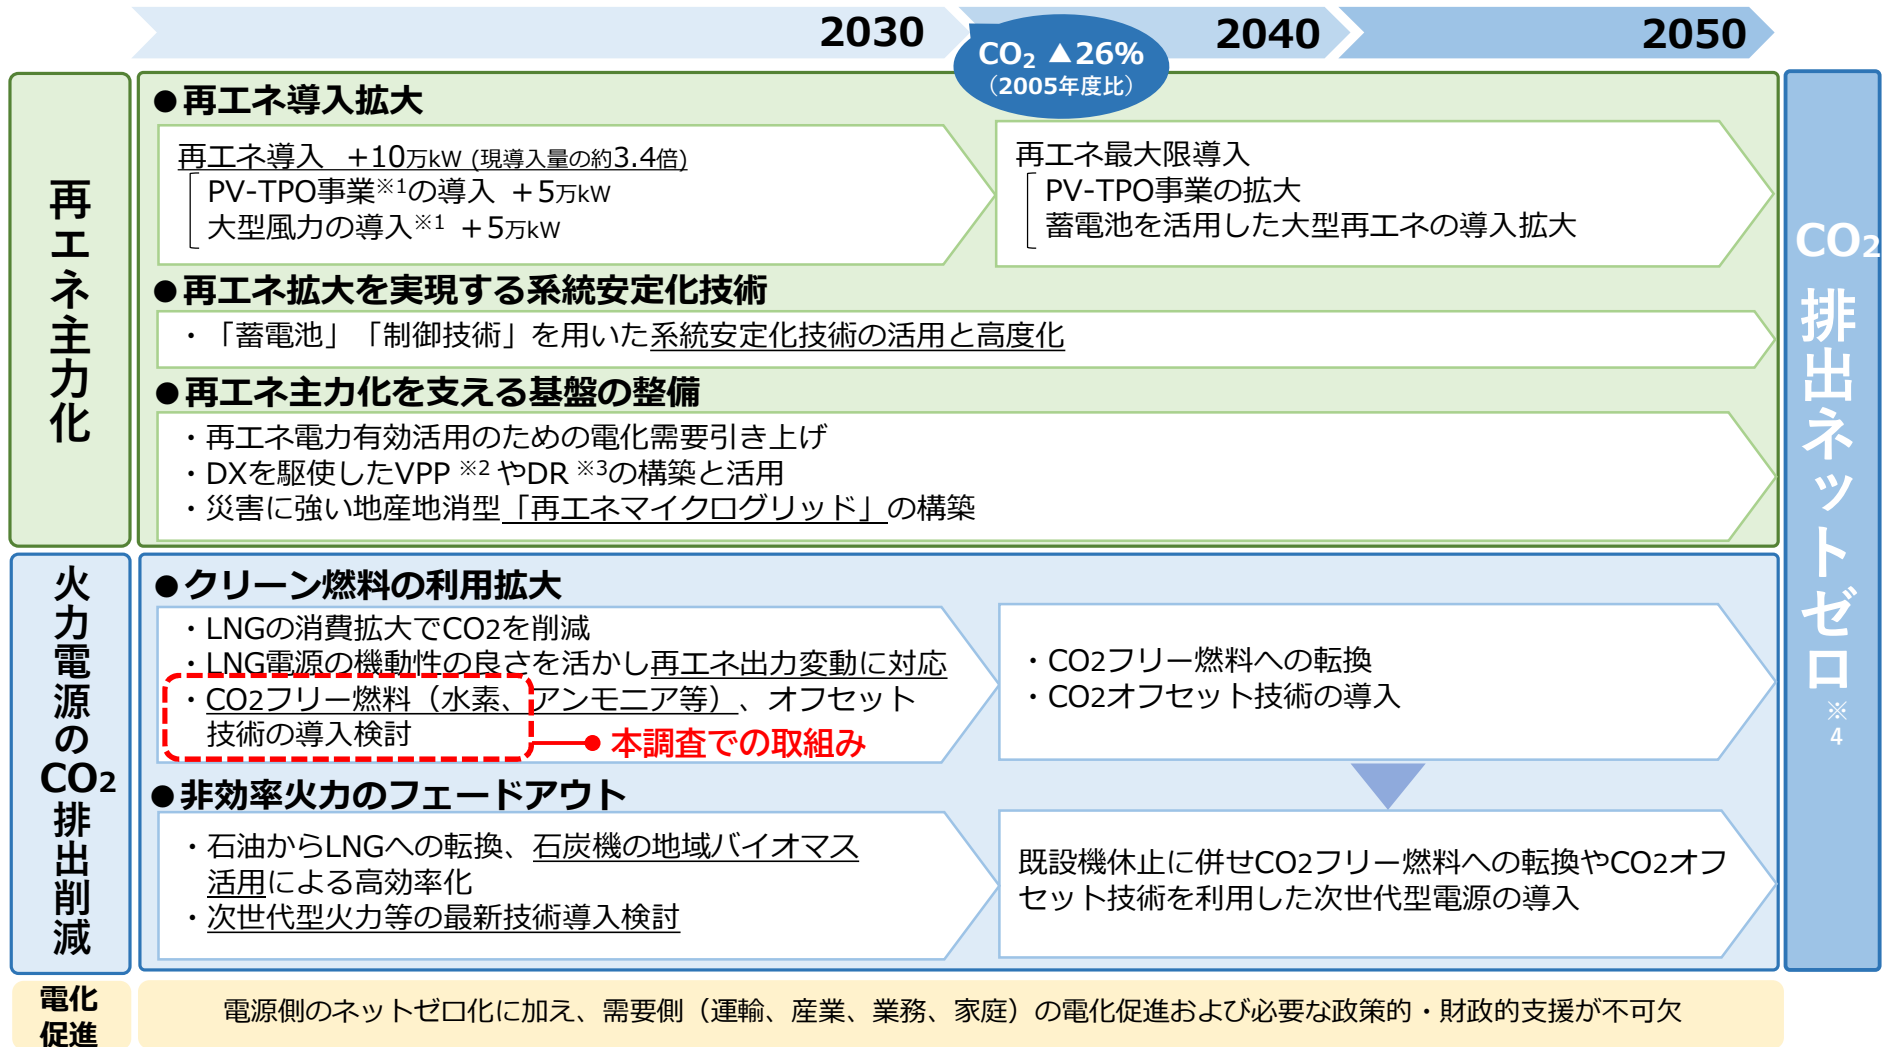 2030
2040
2050
CO₂ ▲26%
（2005年度比）
再エネ主力化
●再エネ導入拡大
再エネ導入 +10万kW (現導入量の約3.4倍)
PV-TPO事業※1の導入 +5万kW
大型風力の導入※1 +5万kW
再エネ最大限導入
PV-TPO事業の拡大
蓄電池を活用した大型再エネの導入拡大
●再エネ拡大を実現する系統安定化技術
・「蓄電池」「制御技術」を用いた系統安定化技術の活用と高度化
●再エネ主力化を支える基盤の整備
・再エネ電力有効活用のための電化需要引き上げ
・DXを駆使したVPP ※2 やDR ※3の構築と活用
・災害に強い地産地消型「再エネマイクログリッド」の構築
火力電源のCO2排出削減
●クリーン燃料の利用拡大
・LNGの消費拡大でCO2を削減
・LNG電源の機動性の良さを活かし再エネ出力変動に対応
・CO2フリー燃料（水素、アンモニア等）、オフセット
技術の導入検討
本調査での取組み
・CO2フリー燃料への転換
・CO2オフセット技術の導入
●非効率火力のフェードアウト
・石油からLNGへの転換、石炭機の地域バイオマス
活用による高効率化
・次世代型火力等の最新技術導入検討
既設機休止に併せCO2フリー燃料への転換やCO2オフ
セット技術を利用した次世代型電源の導入
CO2排出ネットゼロ※4
電化
促進
電源側のネットゼロ化に加え、需要側（運輸、産業、業務、家庭）の電化促進および必要な政策的・財政的支援が不可欠